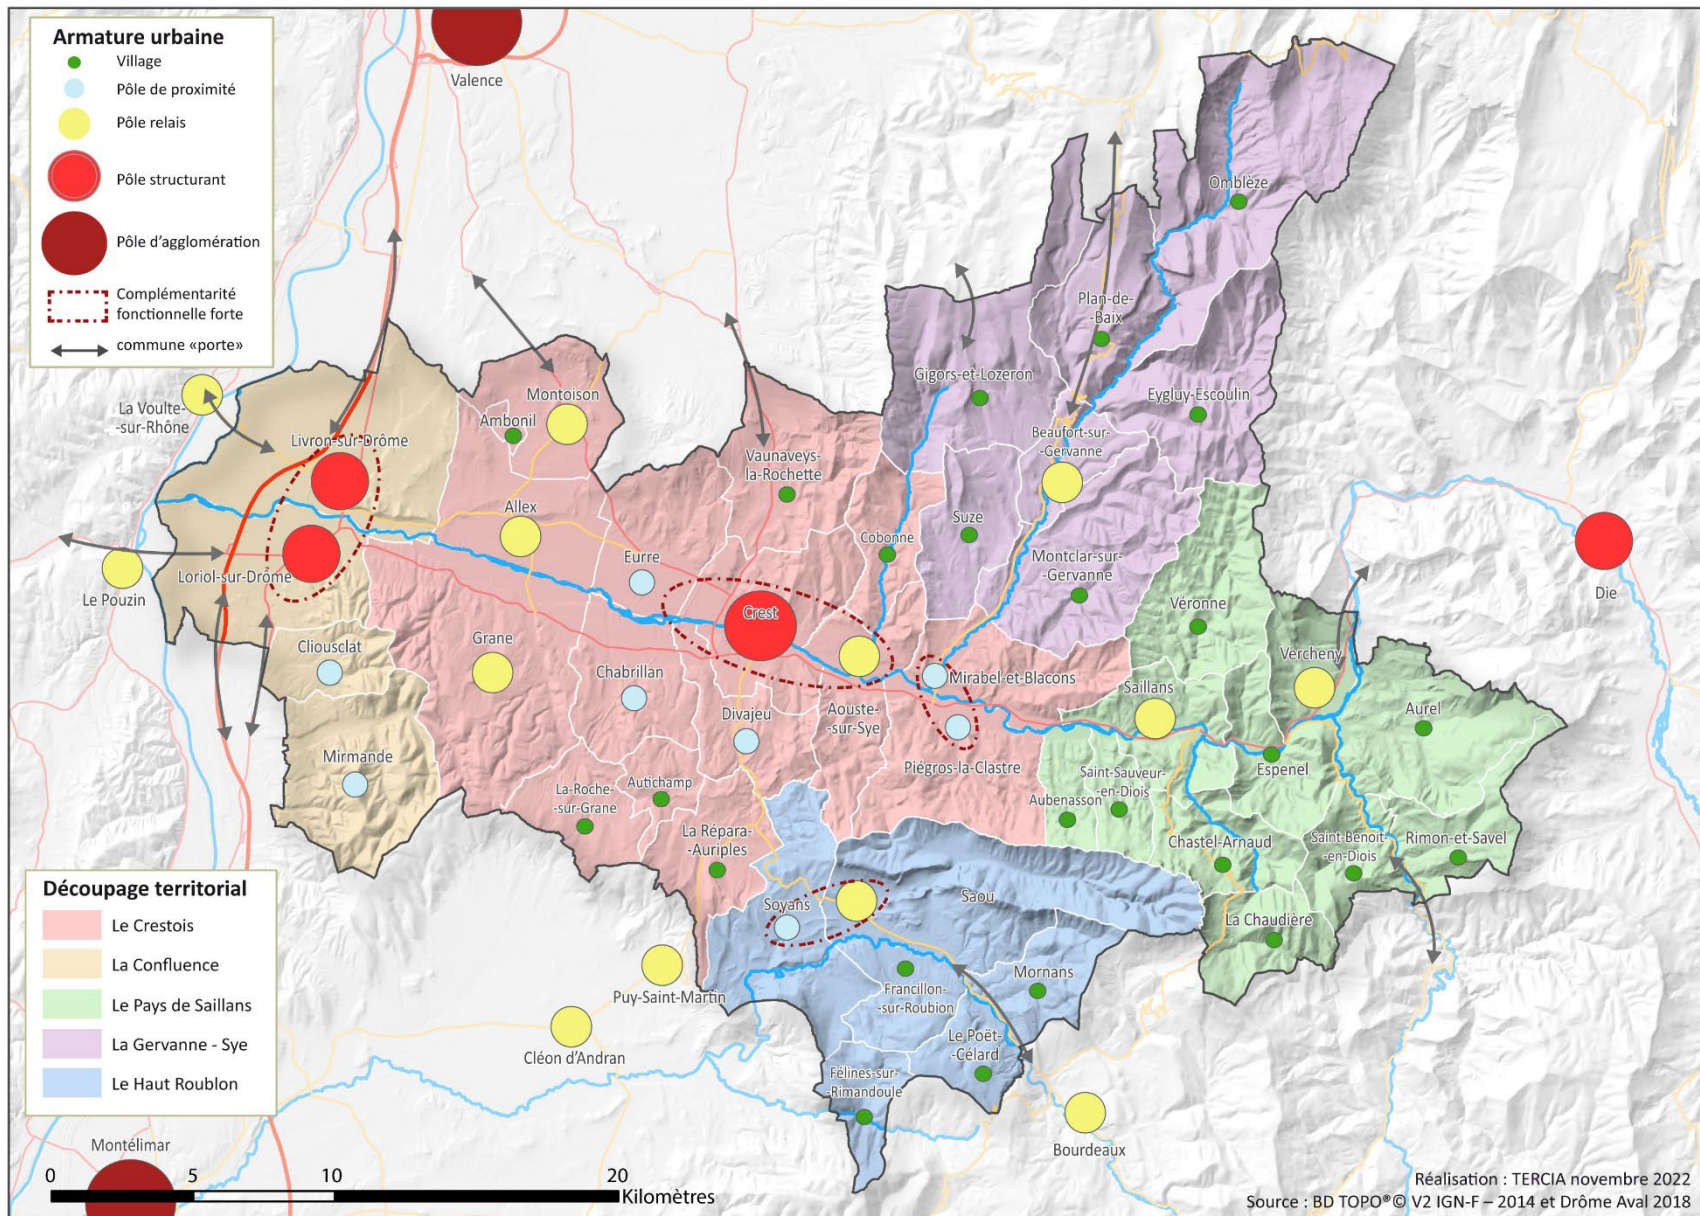 Armature urbaine
Village
Pôle de proximité
Pôle relais
Pôle structurant
Pôle d'agglomération
Complémentarité
fonctionnelle forte
commune «porte»
Valence
La Voulte-
-sur-Rhône
Livron-sur-Drôme
Ambonil
Montoison
Omblèze
Plan-de-
-Baix
Gigors-et-Lozeron
Eygluy-Escoulin
Beaufort-sur-
-Gervanne
Vaunaveys-
la-Rochette
Allex
Suze
Cobonne
Montclar-sur-
-Gervanne
Eurre
Loriol-sur-Drôme
Le Pouzin
Die
Crest
Véronne
Cliousclat
Grane
Chabrillan
Vercheny
Mirabel-et-Blacons
Saillans
Divajeu
Aouste-
-sur-Sye
Aurel
Mirmande
Piégros-la-Clastre
Espenel
Saint-Sauveur-
-en-Diois
Aubenasson
La-Roche-
-sur-Grane
Autichamp
La Répara-
-Auriples
Chastel-Arnaud
Saint-Benoit-
-en-Diois
Rimon-et-Savel
Soyans
Saou
La Chaudière
Mornans
Francillon-
-sur-Roubion
Puy-Saint-Martin
Cléon d'Andran
Le Poët-
-Célard
Félines-sur-
-Rimandoule
Bourdeaux
Découpage territorial
Le Crestois
La Confluence
Le Pays de Saillans
La Gervanne - Sye
Le Haut Roublon
Montélimar
0 5 10 20
Kilomètres
Réalisation : TERCIA novembre 2022
Source : BD TOPO®© V2 IGN-F – 2014 et Drôme Aval 2018